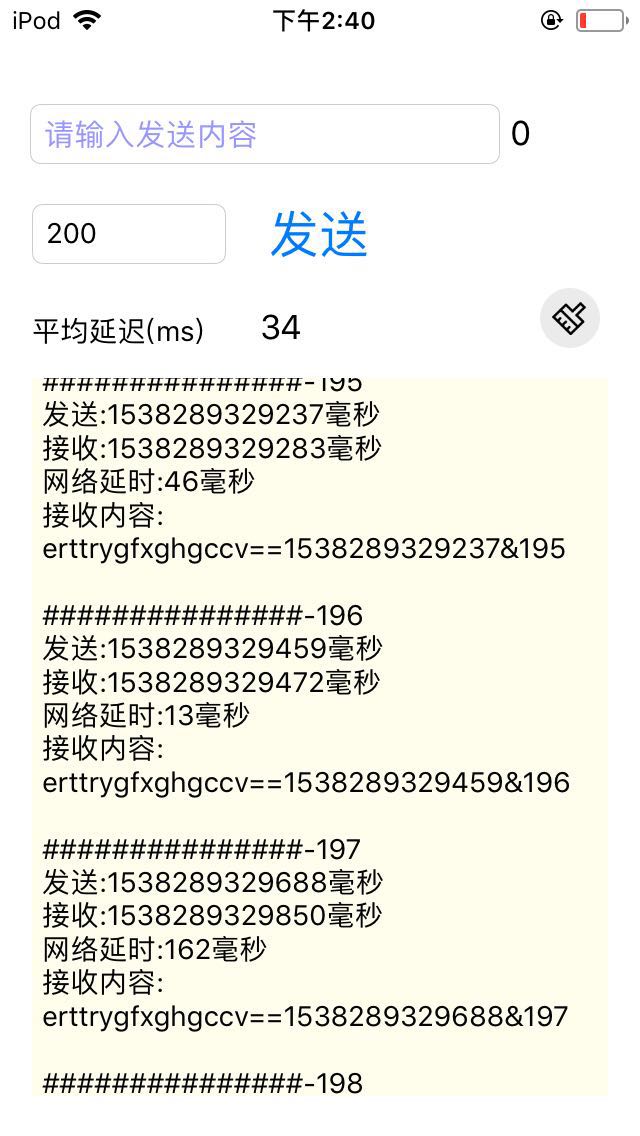 iPod 下午2:40
请输入发送内容 0
200 发送
平均延迟(ms) 34
###############-195
发送:1538289329237毫秒
接收:1538289329283毫秒
网络延时:46毫秒
接收内容:
erttrygfxghgccv==1538289329237&195
###############-196
发送:1538289329459毫秒
接收:1538289329472毫秒
网络延时:13毫秒
接收内容:
erttrygfxghgccv==1538289329459&196
###############-197
发送:1538289329688毫秒
接收:1538289329850毫秒
网络延时:162毫秒
接收内容:
erttrygfxghgccv==1538289329688&197
###############-198